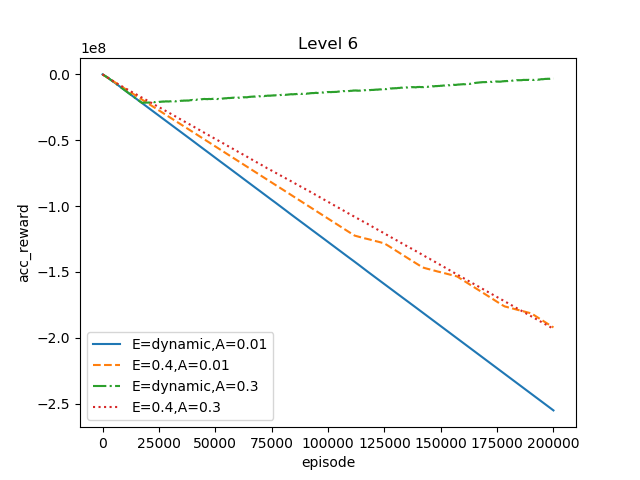 Level 6
1e8
0.0
−0.5
−1.0
−1.5
−2.0
−2.5
acc_reward
E=dynamic,A=0.01
E=0.4,A=0.01
E=dynamic,A=0.3
E=0.4,A=0.3
0 25000 50000 75000 100000 125000 150000 175000 200000
episode